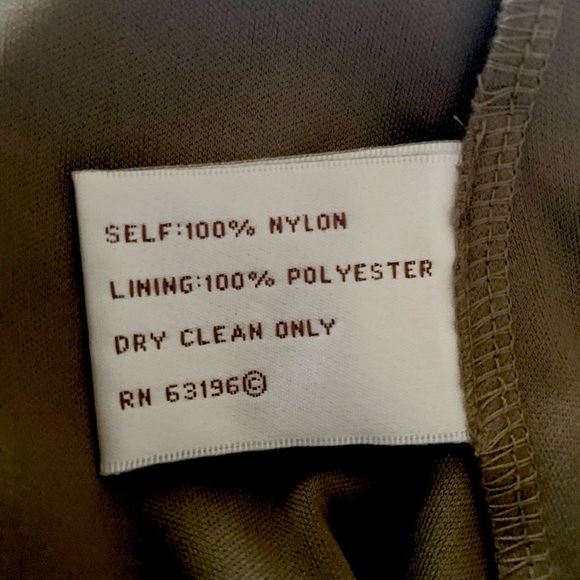 SELF:100% NYLON
LINING:100% POLYESTER
DRY CLEAN ONLY
RN 63196©